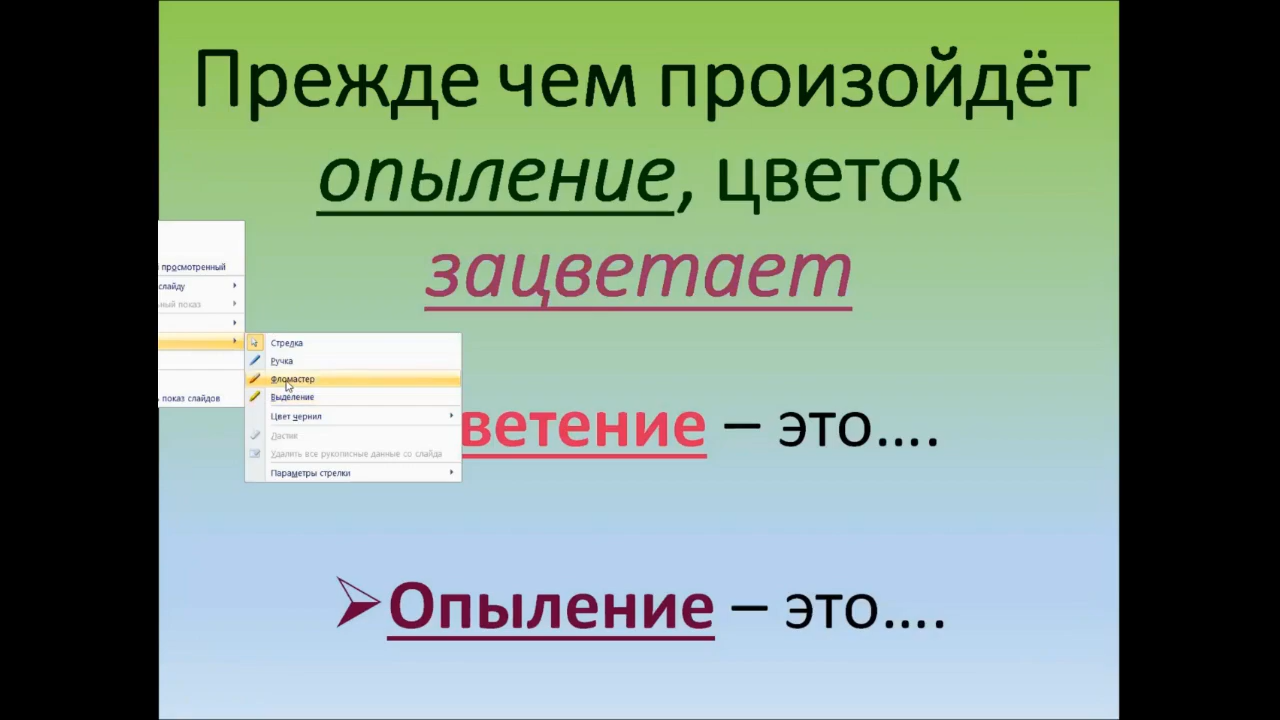 Прежде чем произойдёт
опыление, цветок
зацветает
просмотренный
слайду
показ
показ слайдов
Стрелка
Ручка
Фломастер
Выделение
Цвет чернил
Ластик
Удалить все рукописные данные со слайда
Параметры стрелки
ветение – это....
Опыление – это....